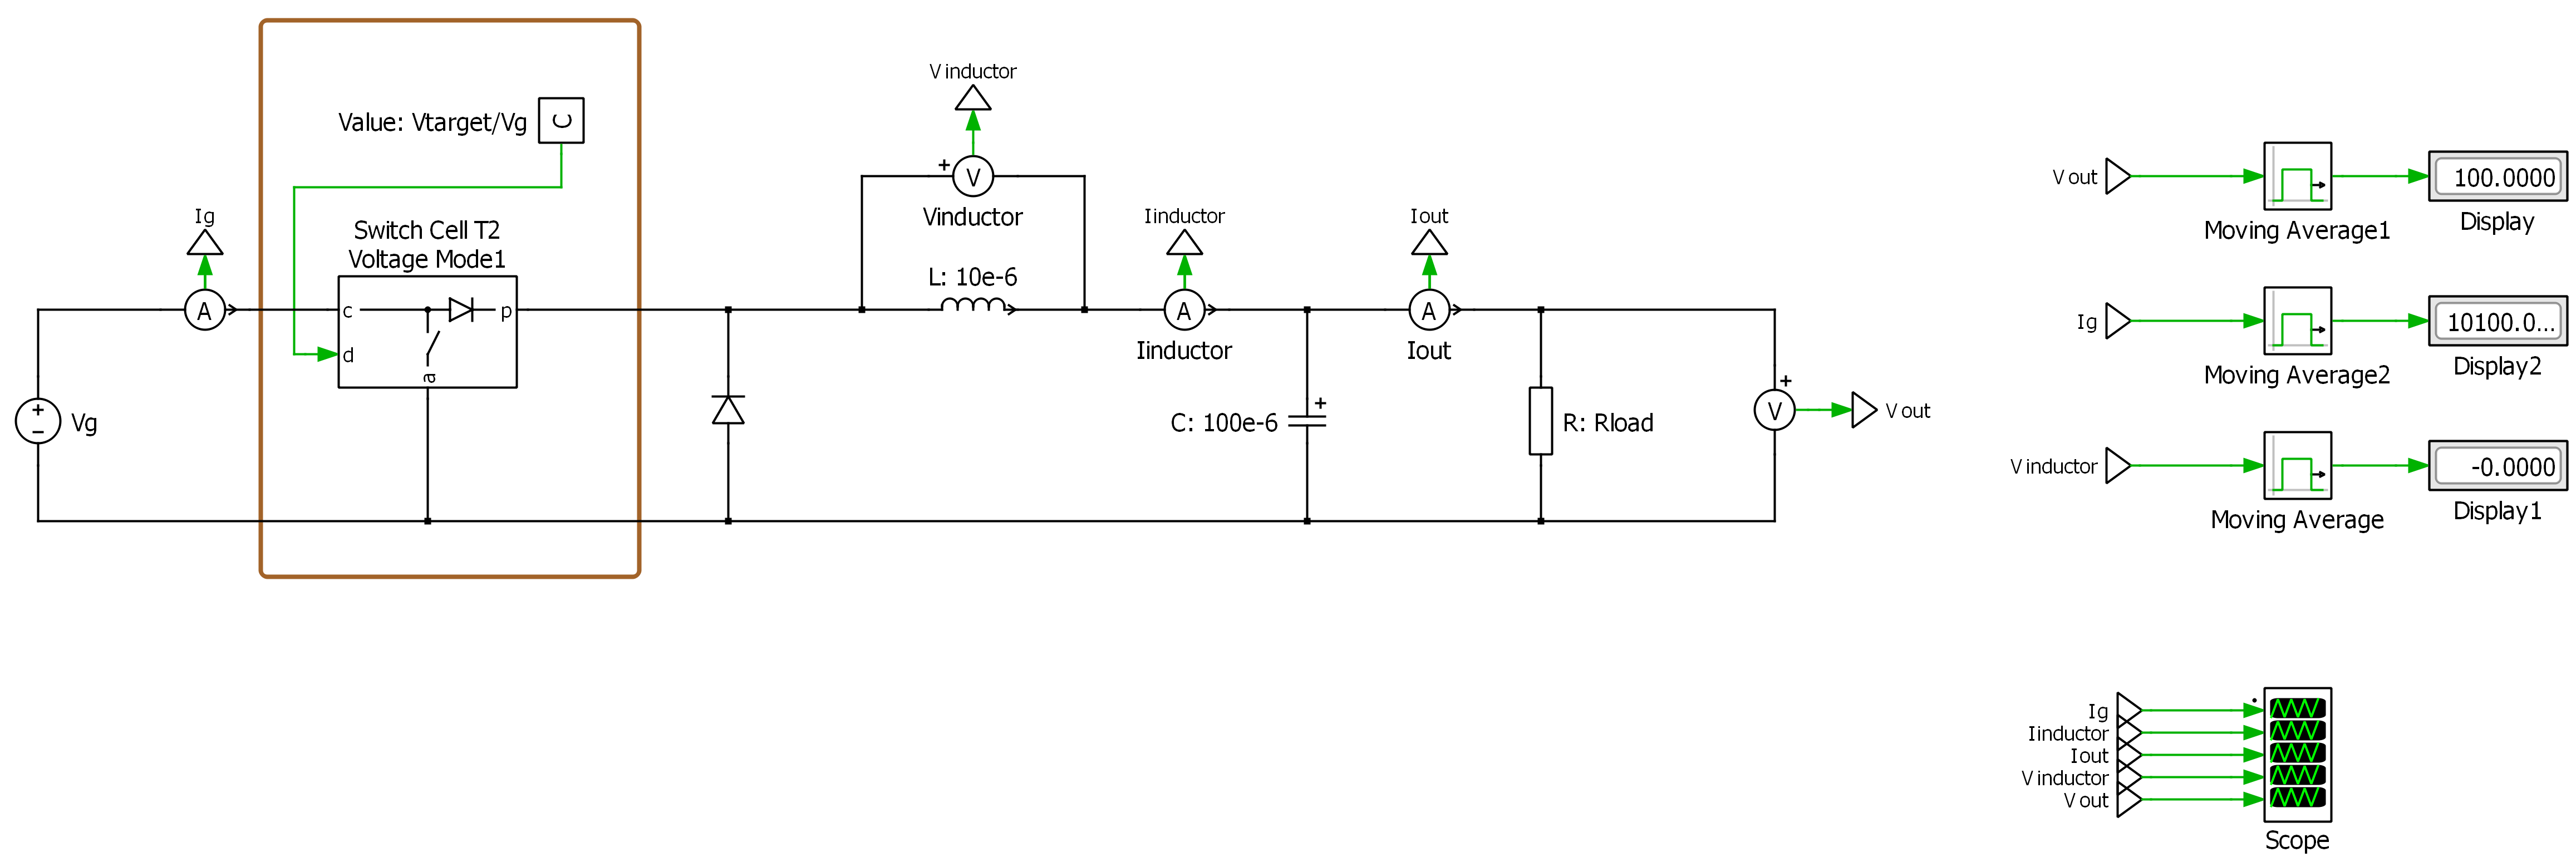 V inductor
Value: Vtarget/Vg
C
+
V
V out
100.0000
Moving Average1
Display
Ig
Switch Cell T2
Voltage Mode1
Vinductor
I inductor
Iout
L: 10e-6
A
c
p
d
a
A
Iinductor
A
Iout
Ig
10100.0...
Moving Average2
Display2
+
−
Vg
+
C: 100e-6
R: Rload
+
V
V out
V inductor
-0.0000
Moving Average
Display1
Ig
I inductor
Iout
V inductor
V out
Scope